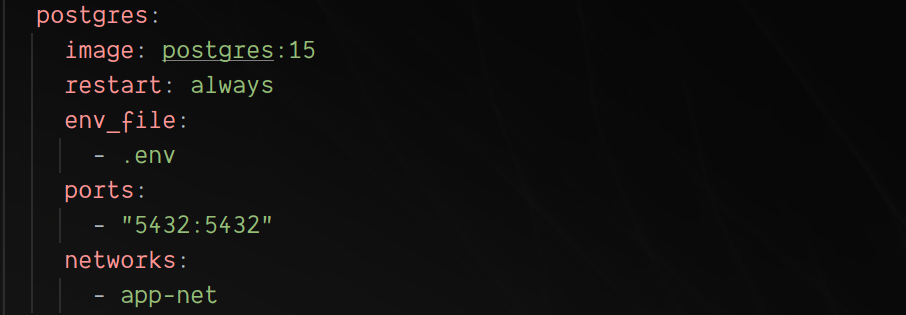 postgres:
  image: postgres:15
  restart: always
  env_file:
    - .env
  ports:
    - "5432:5432"
  networks:
    - app-net